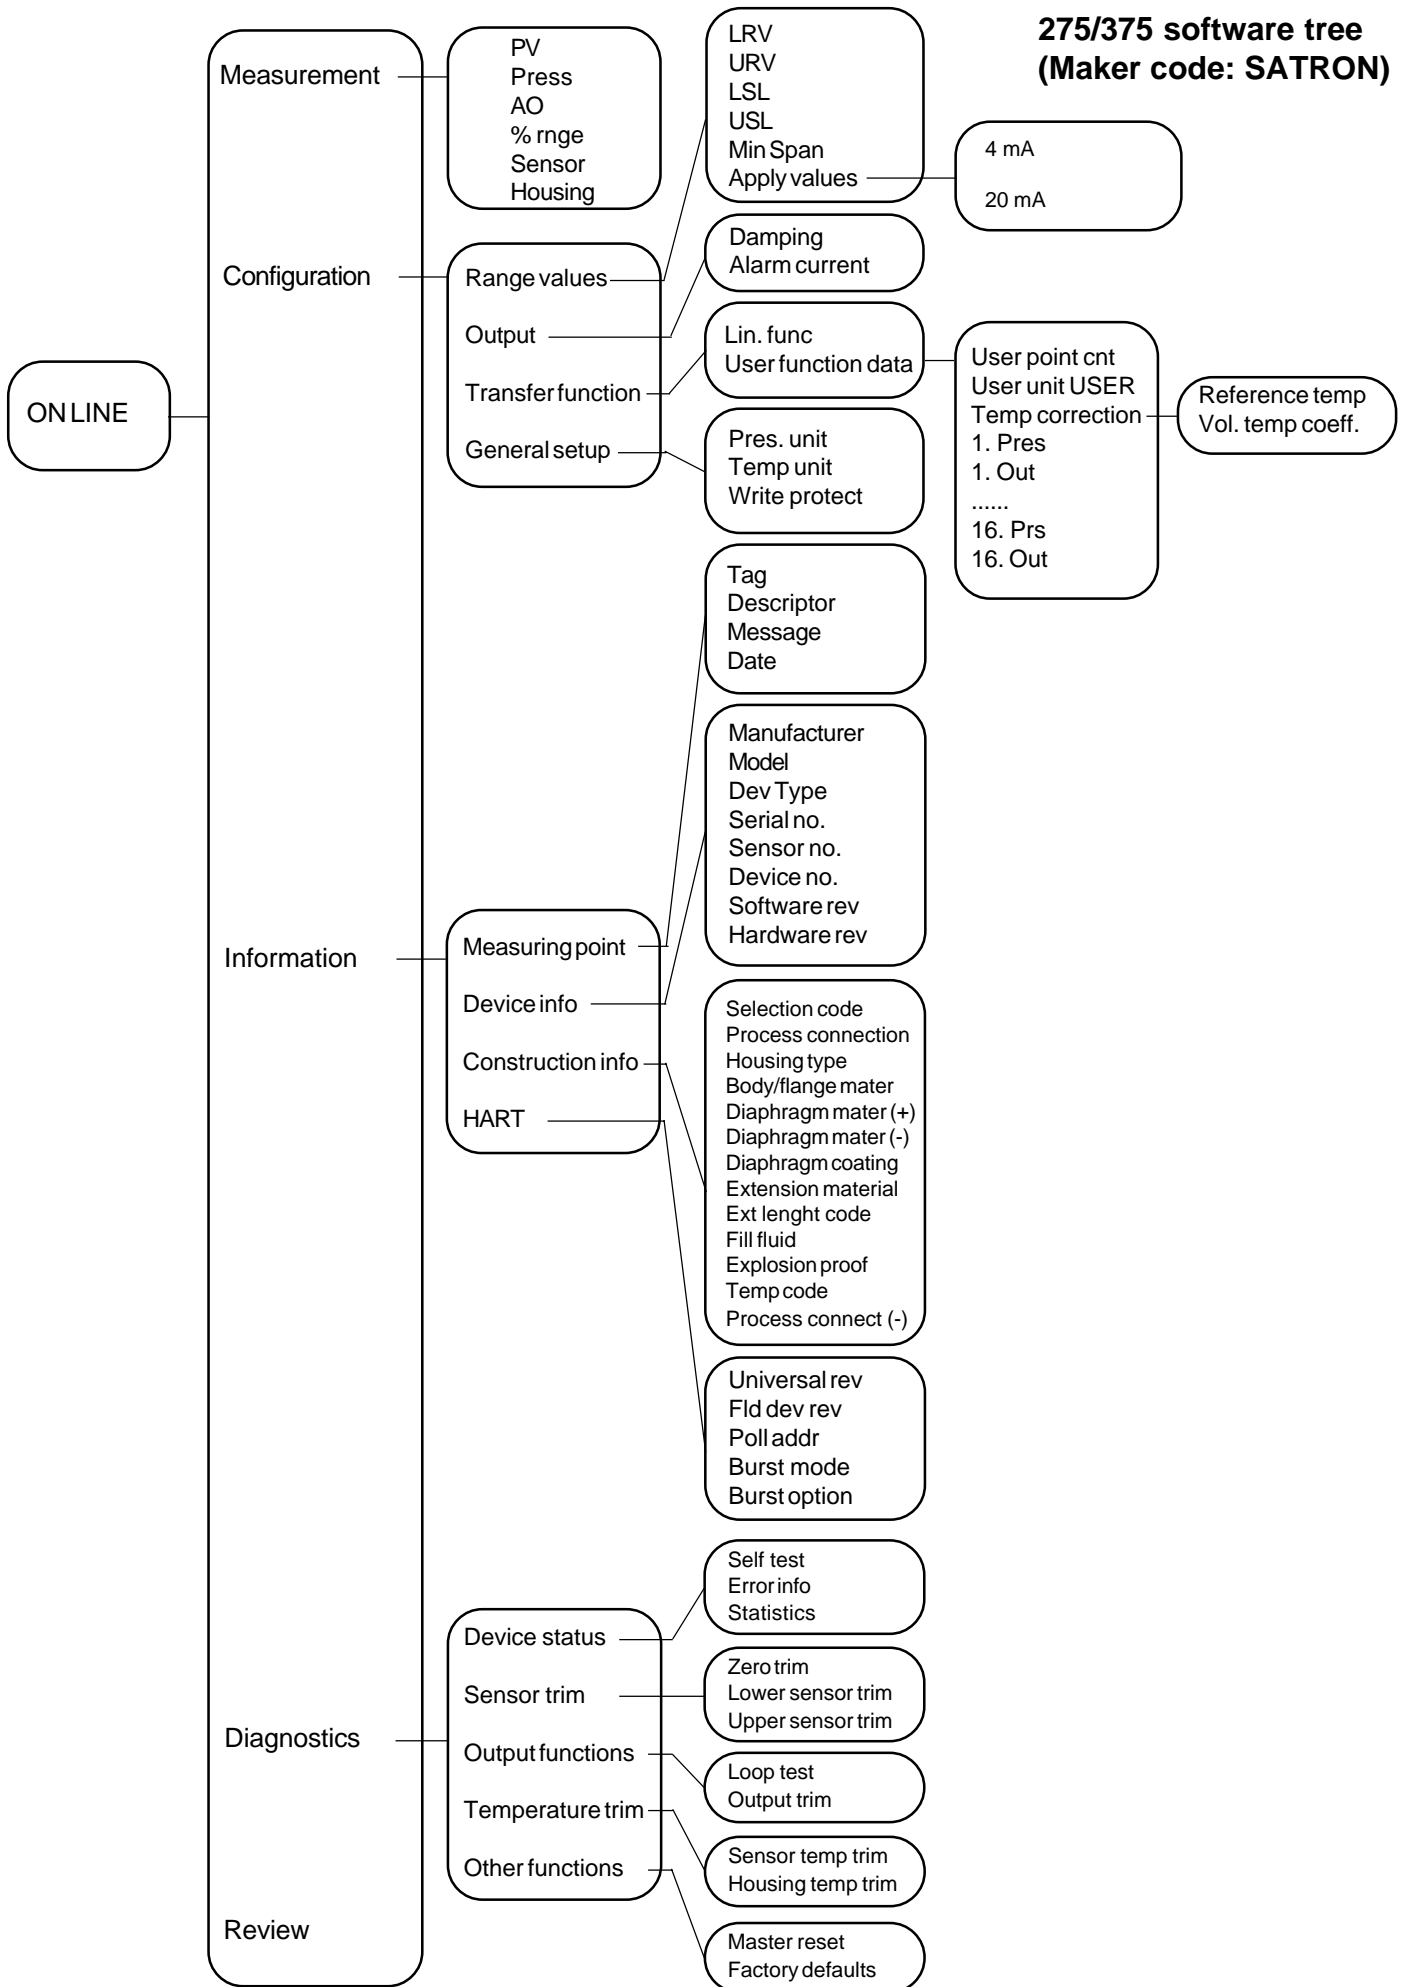 275/375 software tree
(Maker code: SATRON)
ON LINE
Measurement
Configuration
Information
Diagnostics
Review
PV
Press
AO
% rnge
Sensor
Housing
Range values
Output
Transfer function
General setup
LRV
URV
LSL
USL
Min Span
Apply values
4 mA
20 mA
Damping
Alarm current
Lin. func
User function data
User point cnt
User unit USER
Temp correction
1. Pres
1. Out
......
16. Prs
16. Out
Reference temp
Vol. temp coeff.
Pres. unit
Temp unit
Write protect
Measuring point
Device info
Construction info
HART
Tag
Descriptor
Message
Date
Manufacturer
Model
Dev Type
Serial no.
Sensor no.
Device no.
Software rev
Hardware rev
Selection code
Process connection
Housing type
Body/flange mater
Diaphragm mater (+)
Diaphragm mater (-)
Diaphragm coating
Extension material
Ext lenght code
Fill fluid
Explosion proof
Temp code
Process connect (-)
Universal rev
Fld dev rev
Poll addr
Burst mode
Burst option
Device status
Sensor trim
Output functions
Temperature trim
Other functions
Self test
Error info
Statistics
Zero trim
Lower sensor trim
Upper sensor trim
Loop test
Output trim
Sensor temp trim
Housing temp trim
Master reset
Factory defaults